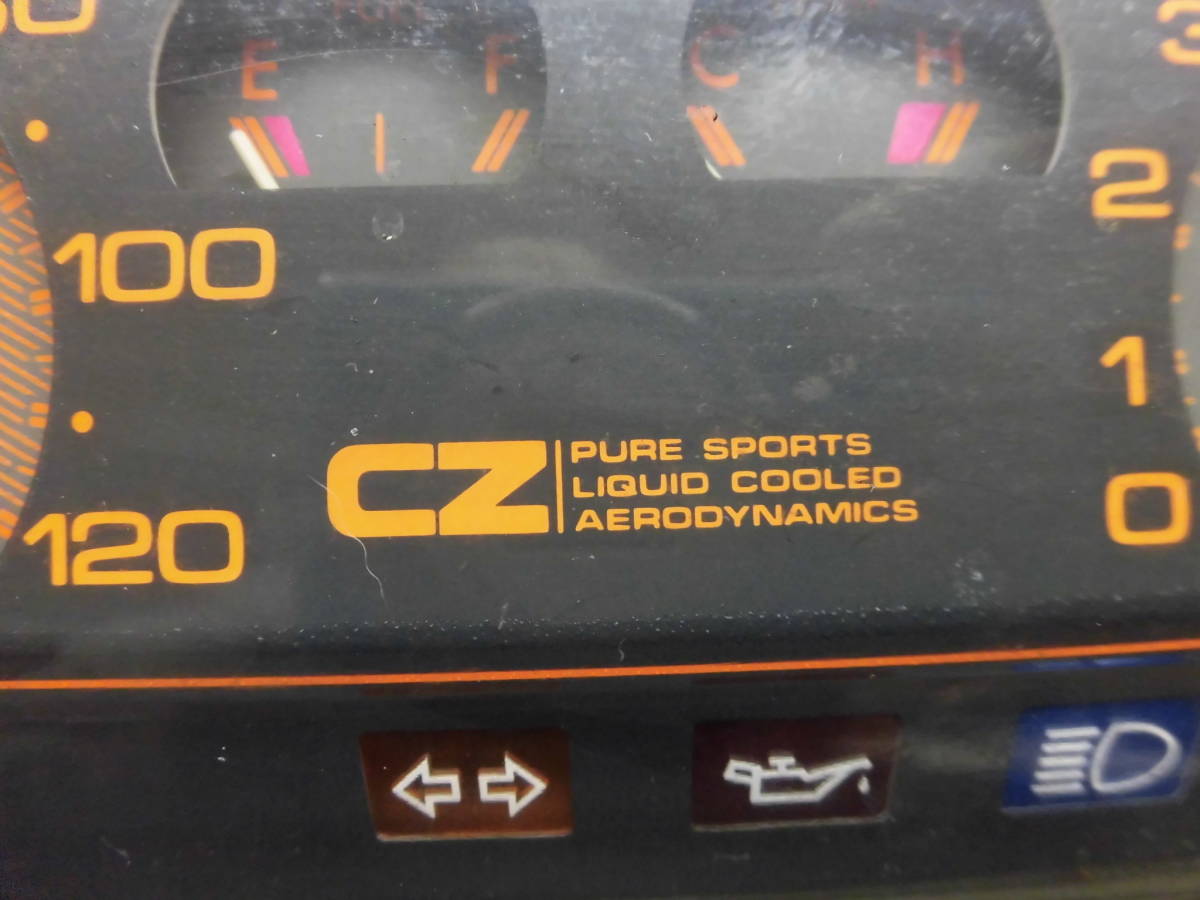 E F C H
100
2
1
120
0
CZ
PURE SPORTS
LIQUID COOLED
AERODYNAMICS